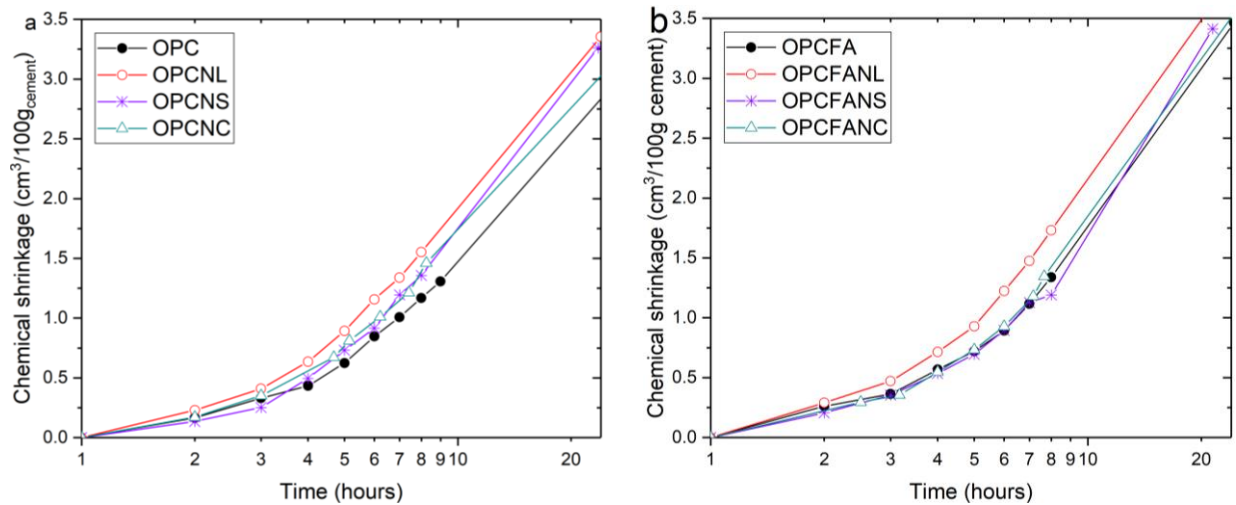 a
OPC
OPCNL
OPCNS
OPCNC
Chemical shrinkage (cm³/100g_cement)
3.5
3.0
2.5
2.0
1.5
1.0
0.5
0.0
1 2 3 4 5 6 7 8 9 10 20
Time (hours)
b
OPCFA
OPCFANL
OPCFANS
OPCFANC
Chemical shrinkage (cm³/100g cement)
3.5
3.0
2.5
2.0
1.5
1.0
0.5
0.0
1 2 3 4 5 6 7 8 9 10 20
Time (hours)